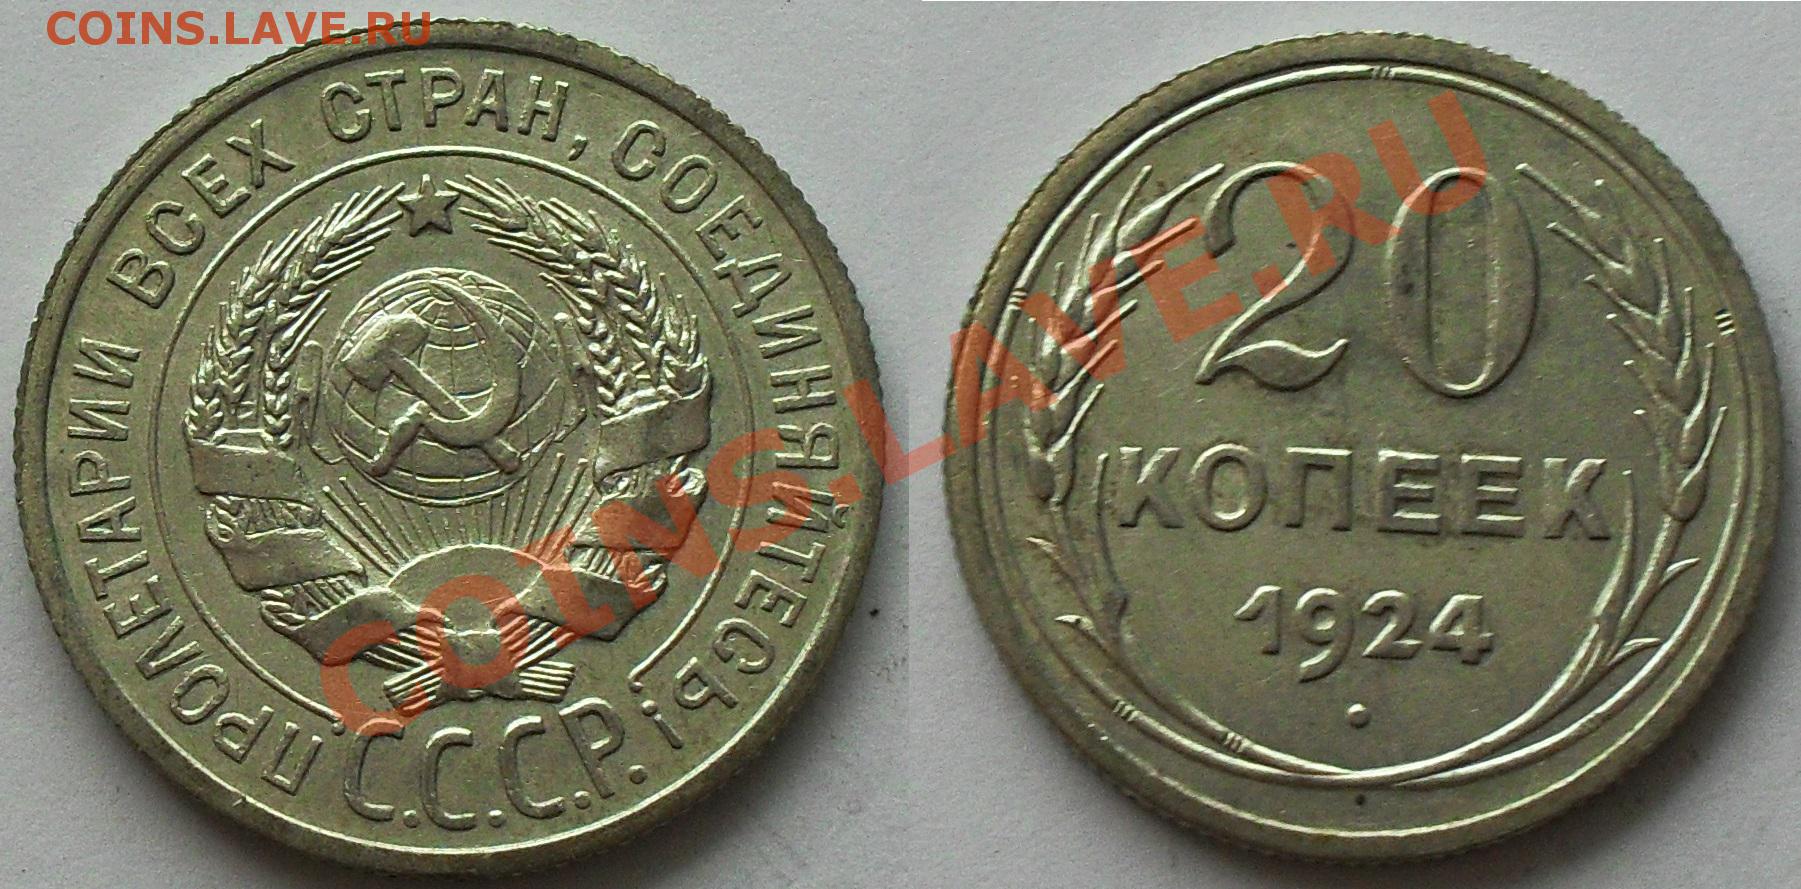 COINS.LAVE.RU
ПРОЛЕТАРИИ ВСЕХ СТРАН, СОЕДИНЯЙТЕСЬ!
С.С.С.Р.
20
КОПЕЕК
1924
COINS.LAVE.RU